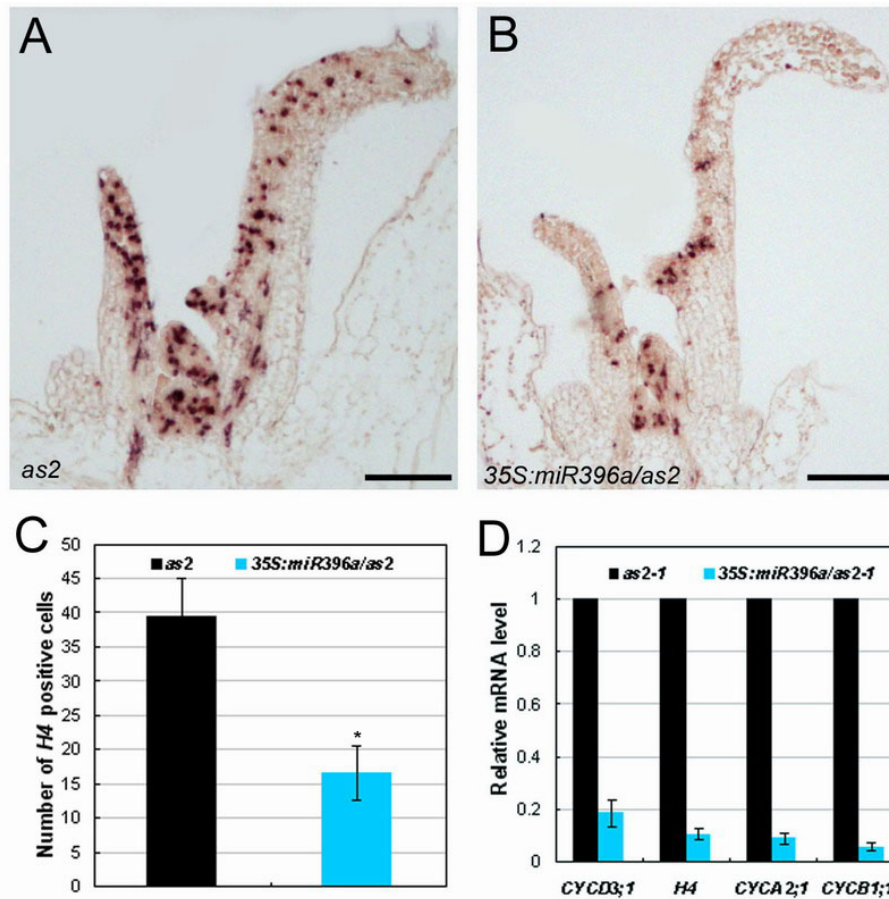 A
B
as2
35S:miR396a/as2
C
D
Number of H4 positive cells
50
45
40
35
30
25
20
15
10
5
0
as2 35S:miR396a/as2
*
Relative mRNA level
1.2
1
0.8
0.6
0.4
0.2
0
as2-1 35S:miR396a/as2-1
CYCD3;1 H4 CYCA2;1 CYCB1;1